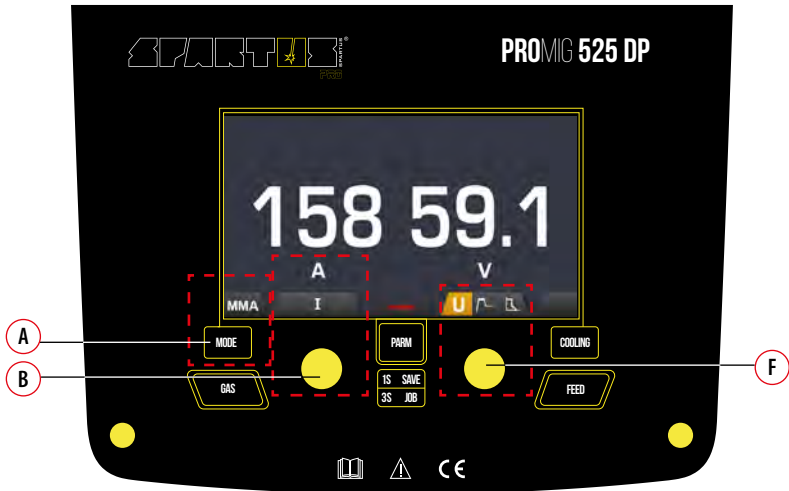 SPARTUS SPARTUS PROMIG 525 DP
PRO
158 59.1
A V
MMA I U
A MODE PARM COOLING
B F
GAS 1S SAVE FEED
3S JOB
CE